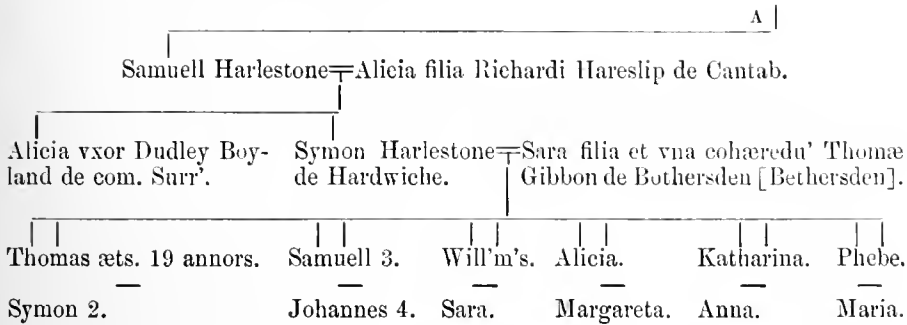 A
Samuell Harlestone=Alicia filia Richardi Hareslip de Cantab.
Alicia vxor Dudley Boy- Symon Harlestone=Sara filia et vna cohæredu' Thomæ
land de com. Surr'. de Hardwiche. Gibbon de Bothersden [Bethersden].
Thomas æts. 19 annors. Samuell 3. Will'm's. Alicia. Katharina. Phebe.
Symon 2. Johannes 4. Sara. Margareta. Anna. Maria.